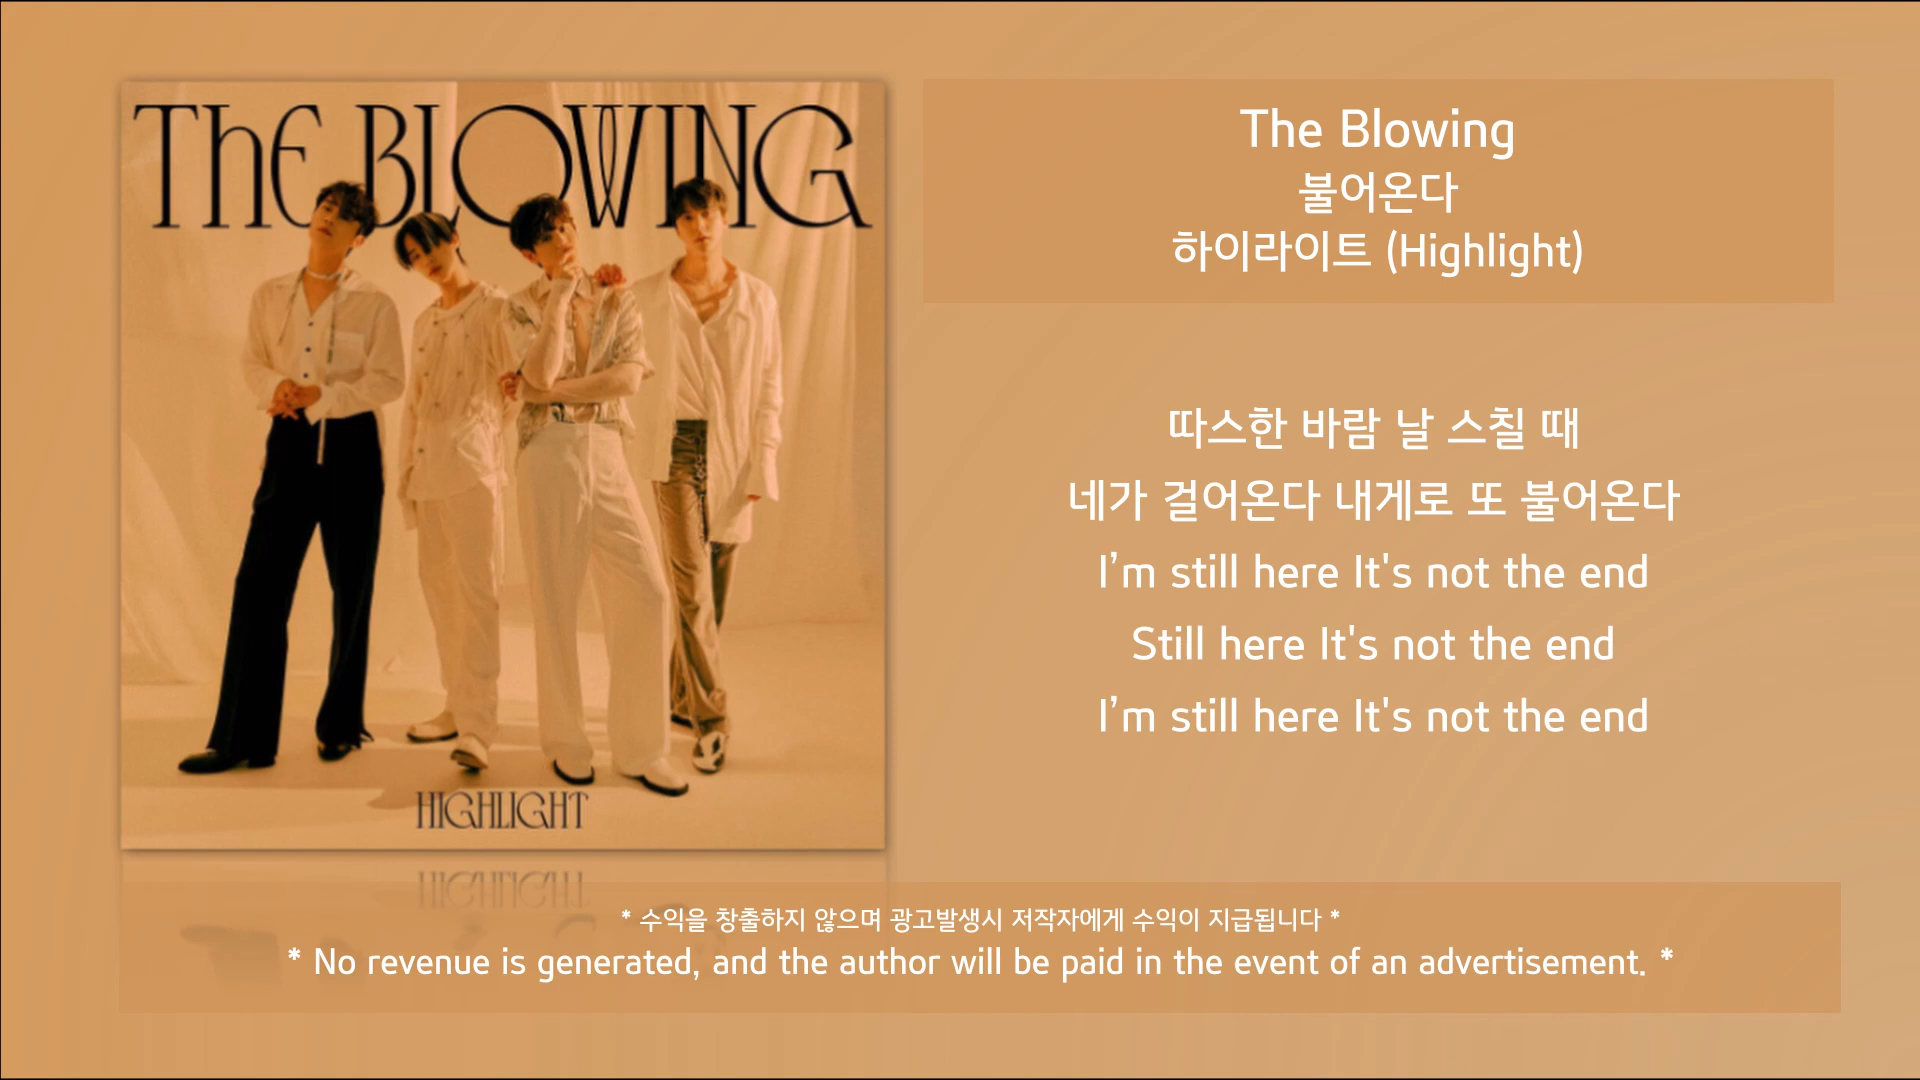 THE BLOWING
HIGHLIGHT
The Blowing
불어온다
하이라이트 (Highlight)
따스한 바람 날 스칠 때
네가 걸어온다 내게로 또 불어온다
I’m still here It's not the end
Still here It's not the end
I’m still here It's not the end
* 수익을 창출하지 않으며 광고발생시 저작자에게 수익이 지급됩니다 *
* No revenue is generated, and the author will be paid in the event of an advertisement. *